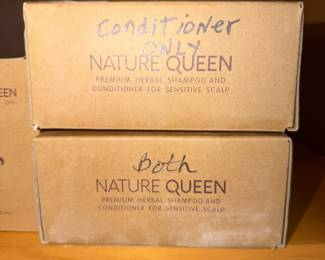 Conditioner
ONLY
NATURE QUEEN
PREMIUM HERBAL SHAMPOO AND
CONDITIONER FOR SENSITIVE SCALP
EEN
Both
NATURE QUEEN
PREMIUM HERBAL SHAMPOO AND
CONDITIONER FOR SENSITIVE SCALP